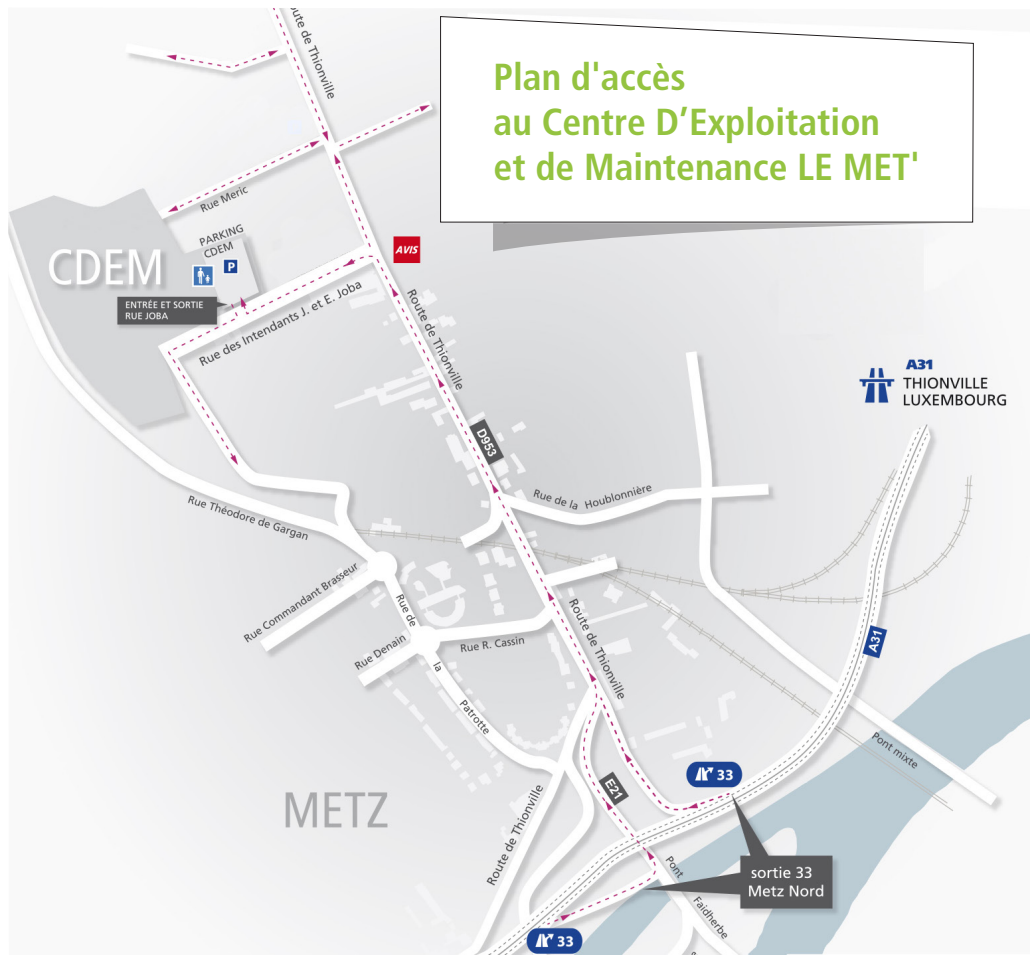 Route de Thionville
Plan d'accès
au Centre D'Exploitation
et de Maintenance LE MET'
Rue Meric
PARKING
CDEM
CDEM
P
AVIS
ENTRÉE ET SORTIE
RUE JOBA
Rue des Intendants J. et E. Joba
Route de Thionville
A31
THIONVILLE
LUXEMBOURG
D953
Rue de la Houblonnière
Rue Théodore de Gargan
Rue Commandant Brasseur
Rue de la Patrotte
Rue Denain
Rue R. Cassin
Route de Thionville
A31
Pont mixte
33
E21
METZ
Route de Thionville
Pont Faidherbe
sortie 33
Metz Nord
33